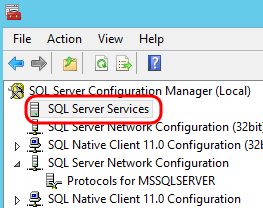 File Action View Help
SQL Server Configuration Manager (Local)
SQL Server Services
SQL Server Network Configuration (32bit)
SQL Native Client 11.0 Configuration (32bi
SQL Server Network Configuration
Protocols for MSSQLSERVER
SQL Native Client 11.0 Configuration